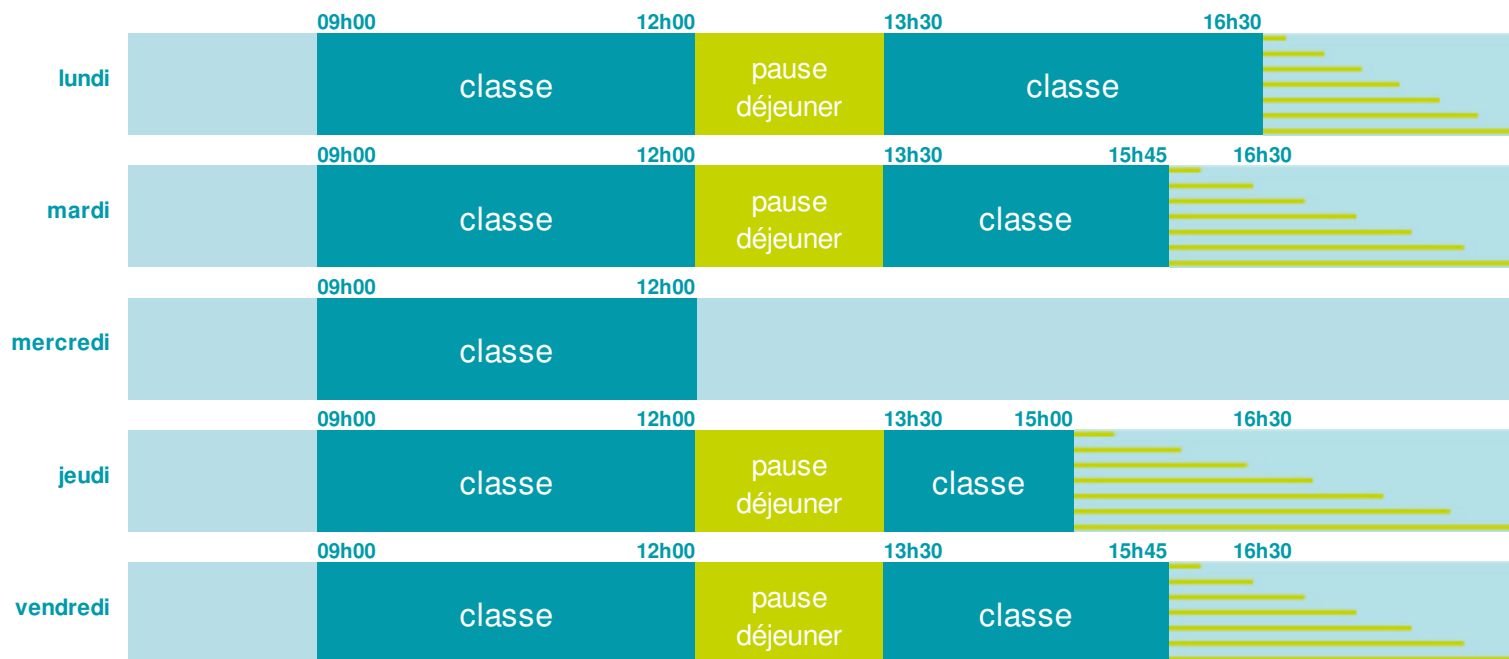 09h00 12h00 13h30 16h30
lundi classe pause déjeuner classe
09h00 12h00 13h30 15h45 16h30
mardi classe pause déjeuner classe
09h00 12h00
mercredi classe
09h00 12h00 13h30 15h00 16h30
jeudi classe pause déjeuner classe
09h00 12h00 13h30 15h45 16h30
vendredi classe pause déjeuner classe